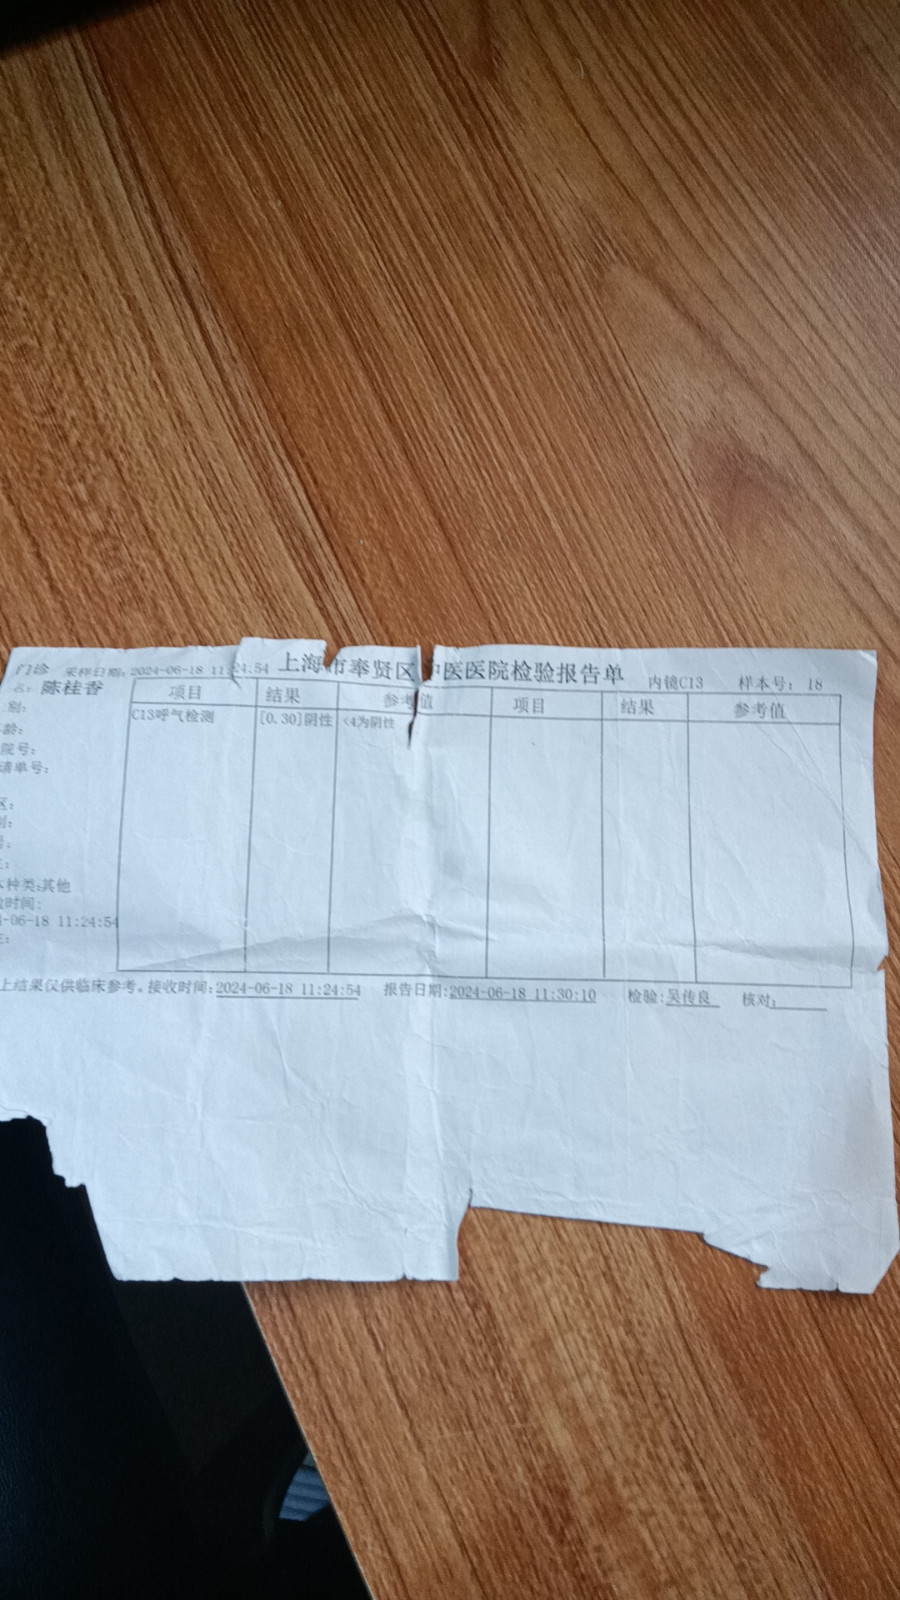 门诊 采样日期:2024-06-18 11:24:54 上海市奉贤区中医医院检验报告单 内镜C13 样本号: 18
名: 陈桂香
项目 结果 参考值 项目 结果 参考值
别:
C13呼气检测 [0.30]阴性 <4为阴性
龄:
院号:
请单号:
区:
别:
种类:其他
时间:
-06-18 11:24:54
上结果仅供临床参考。接收时间:2024-06-18 11:24:54 报告日期:2024-06-18 11:30:10 检验:吴传良 核对: